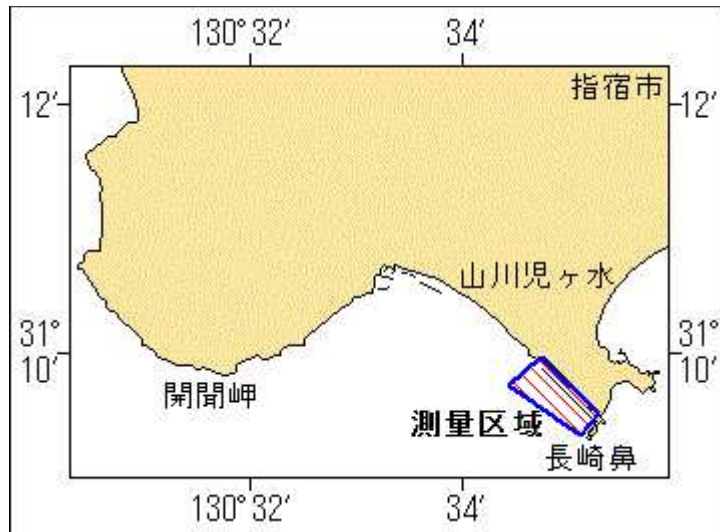 130°32′ 34′
指宿市
12′ 12′
山川児ヶ水
31° 31°
10′ 10′
開聞岬
測量区域
長崎鼻
130°32′ 34′